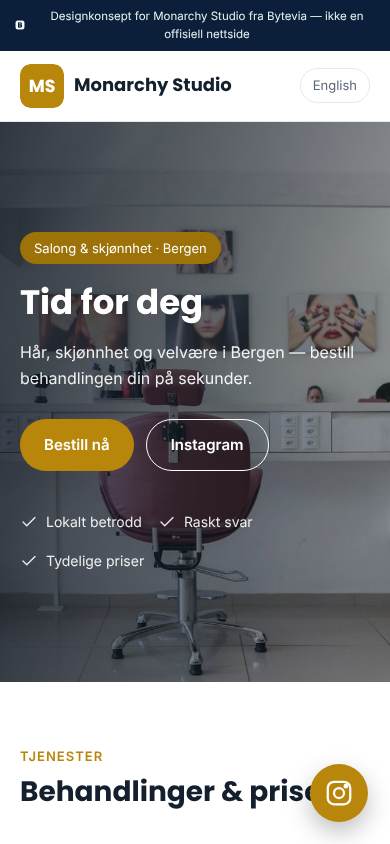 Designkonsept for Monarchy Studio fra Bytevia — ikke en
offisiell nettside
MS Monarchy Studio
English
Salong & skjønnhet · Bergen
Tid for deg
Hår, skjønnhet og velvære i Bergen — bestill
behandlingen din på sekunder.
Bestill nå
Instagram
Lokalt betrodd
Raskt svar
Tydelige priser
TJENESTER
Behandlinger &